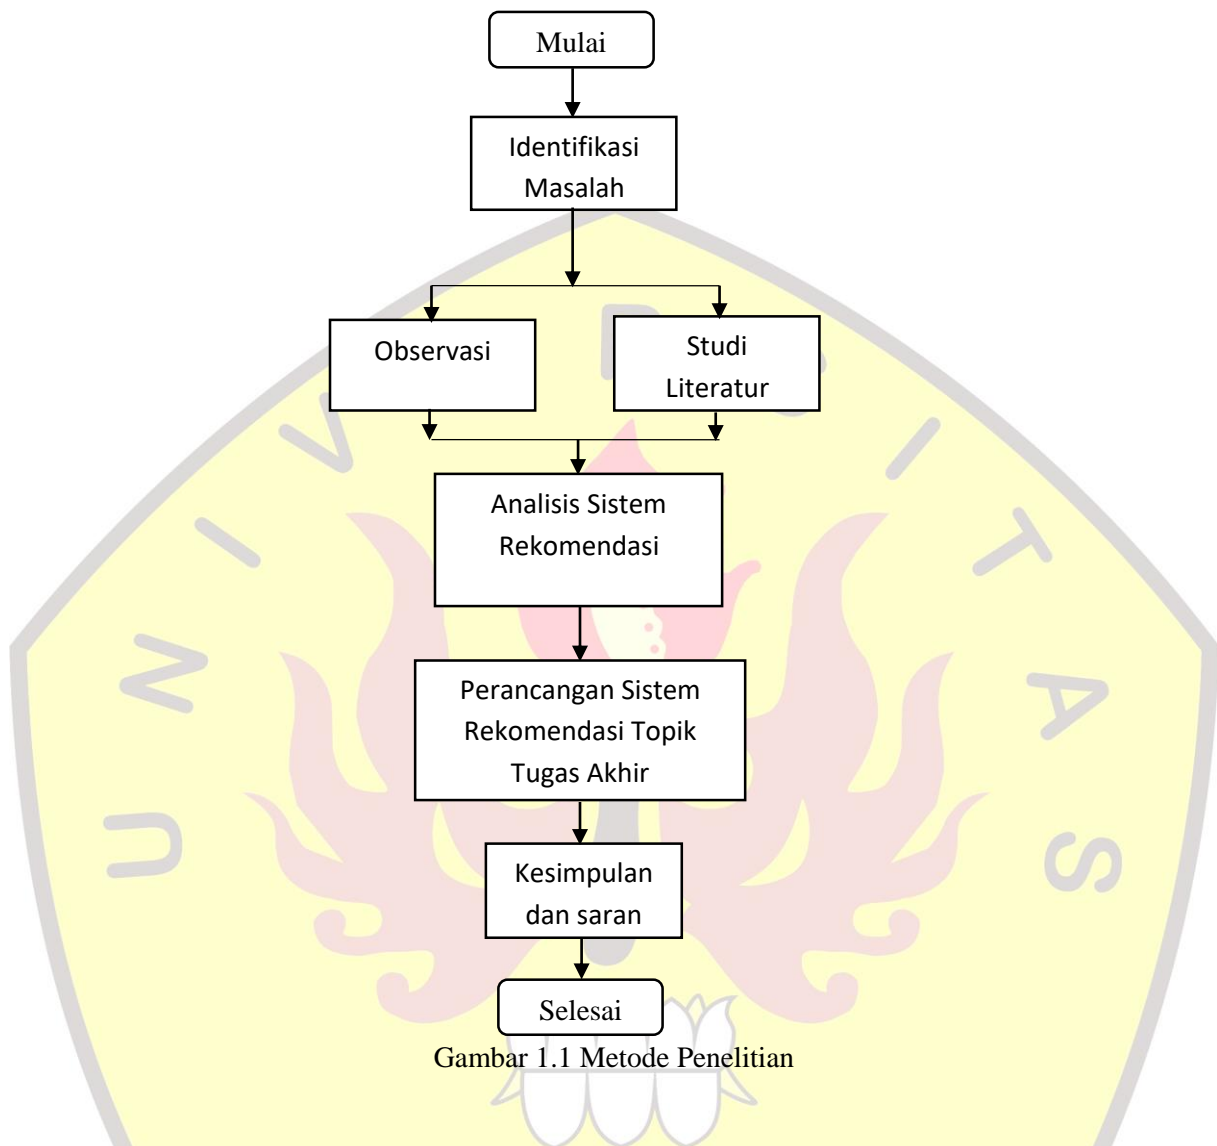 Mulai
Identifikasi
Masalah
Observasi
Studi
Literatur
Analisis Sistem
Rekomendasi
Perancangan Sistem
Rekomendasi Topik
Tugas Akhir
Kesimpulan
dan saran
Selesai
Gambar 1.1 Metode Penelitian
UNIVERSITAS